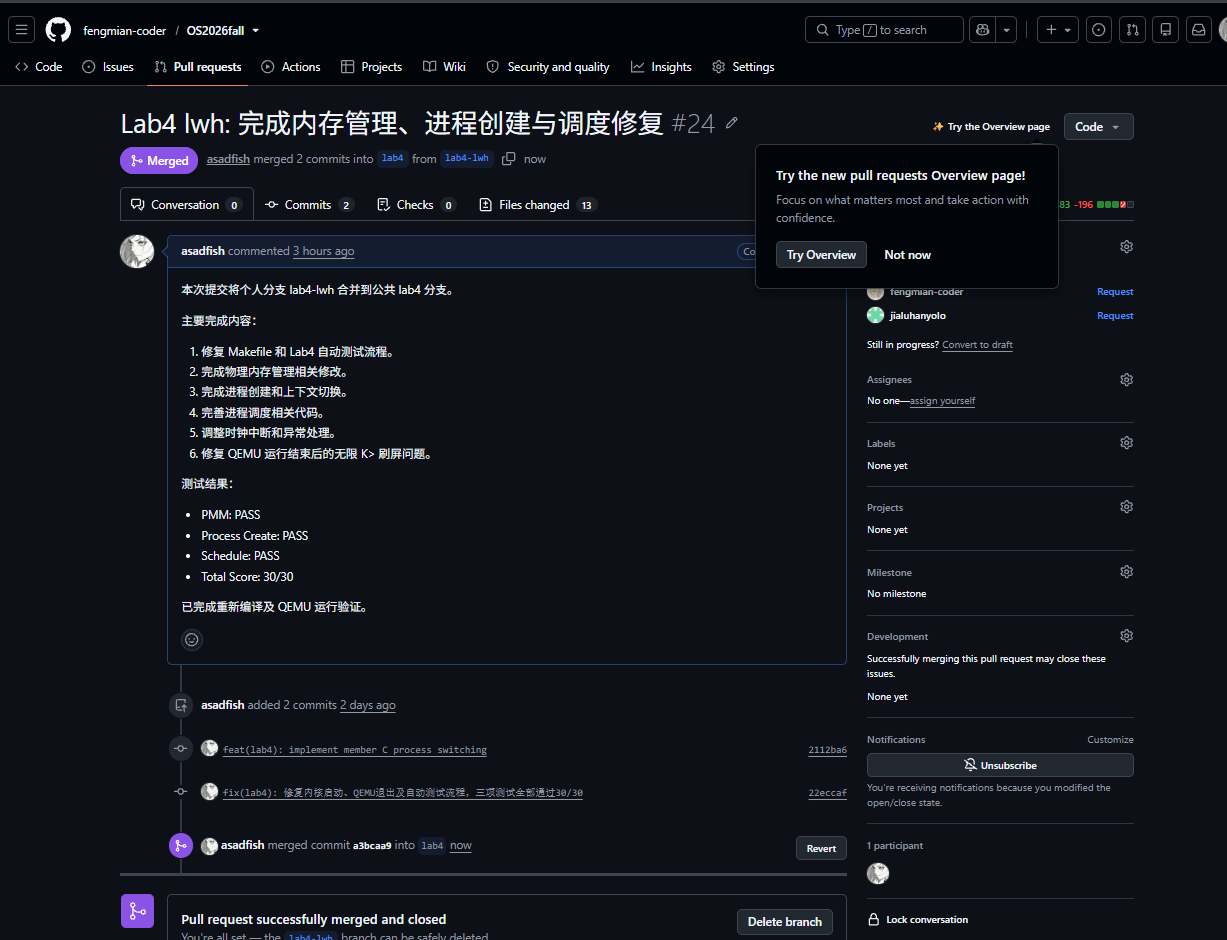 fengmian-coder / OS2026fall
Type / to search
Code Issues Pull requests Actions Projects Wiki Security and quality Insights Settings
Lab4 lwh: 完成内存管理、进程创建与调度修复 #24
Try the Overview page
Code
Merged
asadfish merged 2 commits into lab4 from lab4-lwh now
Try the new pull requests Overview page!
Focus on what matters most and take action with
confidence.
Try Overview
Not now
Conversation 0
Commits 2
Checks 0
Files changed 13
83 -196
asadfish commented 3 hours ago
本次提交将个人分支 lab4-lwh 合并到公共 lab4 分支。
主要完成内容：
1. 修复 Makefile 和 Lab4 自动测试流程。
2. 完成物理内存管理相关修改。
3. 完成进程创建和上下文切换。
4. 完善进程调度相关代码。
5. 调整时钟中断和异常处理。
6. 修复 QEMU 运行结束后的无限 K> 刷屏问题。
测试结果：
PMM: PASS
Process Create: PASS
Schedule: PASS
Total Score: 30/30
已完成重新编译及 QEMU 运行验证。
asadfish added 2 commits 2 days ago
feat(lab4): implement member C process switching
2112ba6
fix(lab4): 修复内核启动、QEMU退出及自动测试流程，三项测试全部通过30/30
22eccaf
asadfish merged commit a3bcaa9 into lab4 now
Revert
Pull request successfully merged and closed
You're all set — the lab4-lwh branch can be safely deleted
Delete branch
fengmian-coder
Request
jialuhanyolo
Request
Still in progress? Convert to draft
Assignees
No one—assign yourself
Labels
None yet
Projects
None yet
Milestone
No milestone
Development
Successfully merging this pull request may close these
issues.
None yet
Notifications
Customize
Unsubscribe
You're receiving notifications because you modified the
open/close state.
1 participant
Lock conversation